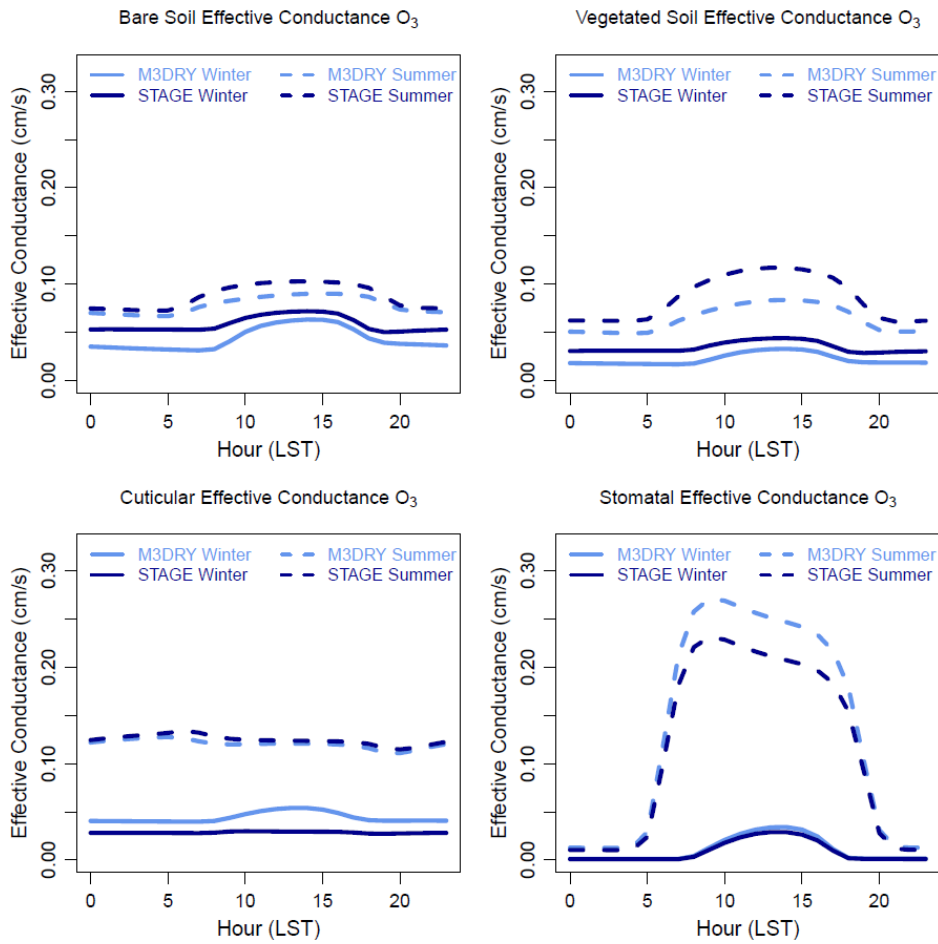 Bare Soil Effective Conductance O3
M3DRY Winter
M3DRY Summer
STAGE Winter
STAGE Summer
Effective Conductance (cm/s)
0.30
0.20
0.10
0.00
0 5 10 15 20
Hour (LST)
Vegetated Soil Effective Conductance O3
M3DRY Winter
M3DRY Summer
STAGE Winter
STAGE Summer
Effective Conductance (cm/s)
0.30
0.20
0.10
0.00
0 5 10 15 20
Hour (LST)
Cuticular Effective Conductance O3
M3DRY Winter
M3DRY Summer
STAGE Winter
STAGE Summer
Effective Conductance (cm/s)
0.30
0.20
0.10
0.00
0 5 10 15 20
Hour (LST)
Stomatal Effective Conductance O3
M3DRY Winter
M3DRY Summer
STAGE Winter
STAGE Summer
Effective Conductance (cm/s)
0.30
0.20
0.10
0.00
0 5 10 15 20
Hour (LST)